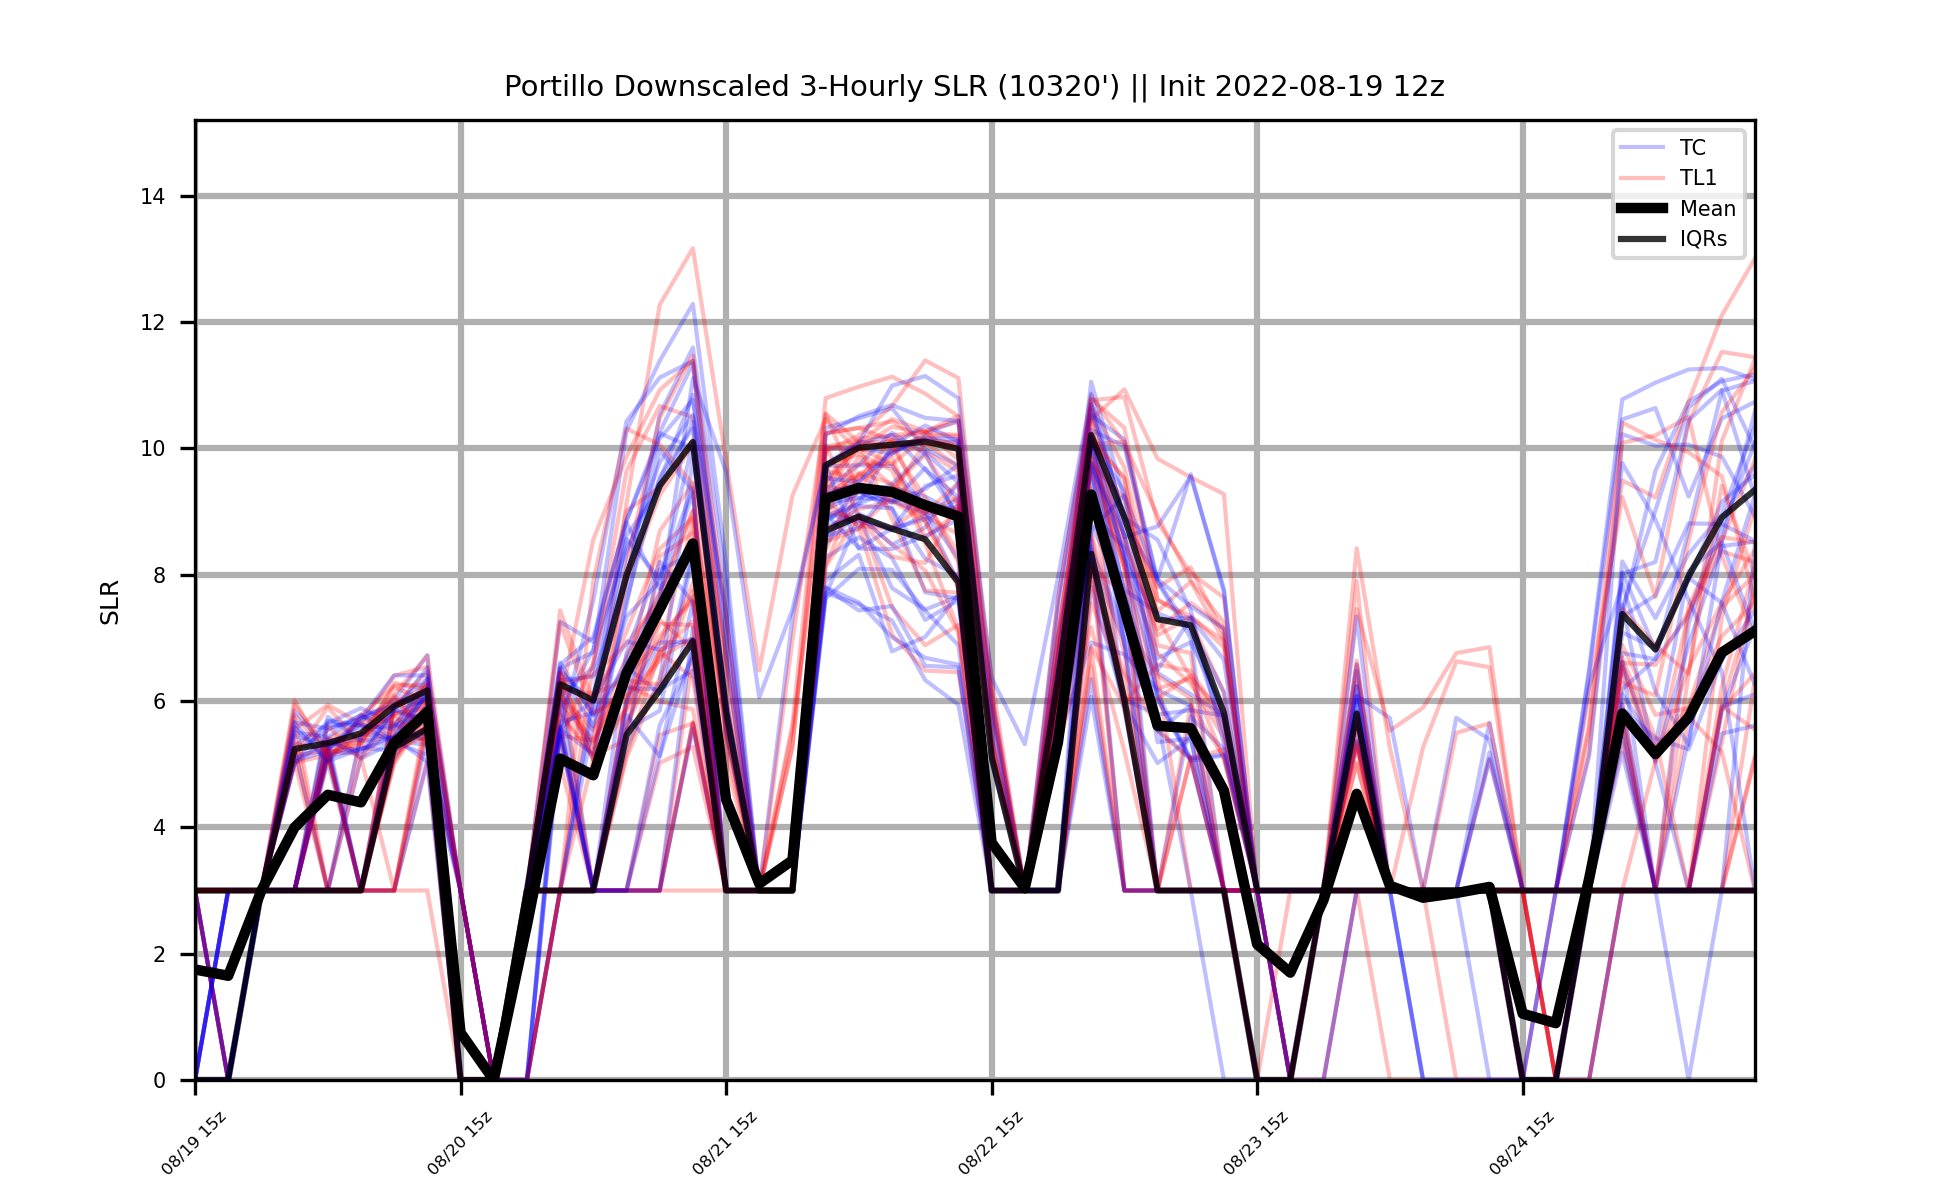 Portillo Downscaled 3-Hourly SLR (10320') || Init 2022-08-19 12z
TC
TL1
Mean
IQRs
SLR
14
12
10
8
6
4
2
0
08/19 15z
08/20 15z
08/21 15z
08/22 15z
08/23 15z
08/24 15z